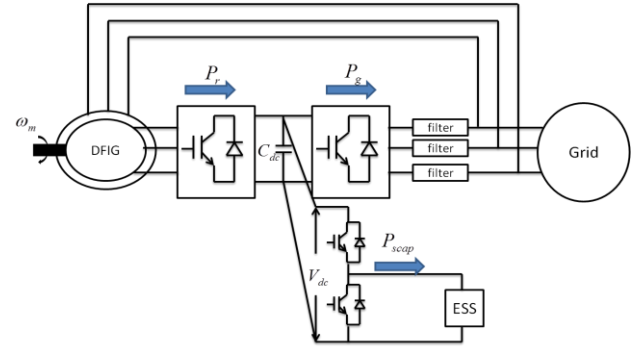 P_r
P_g
ω_m
DFIG
C_dc
filter
filter
filter
Grid
P_scap
V_dc
ESS